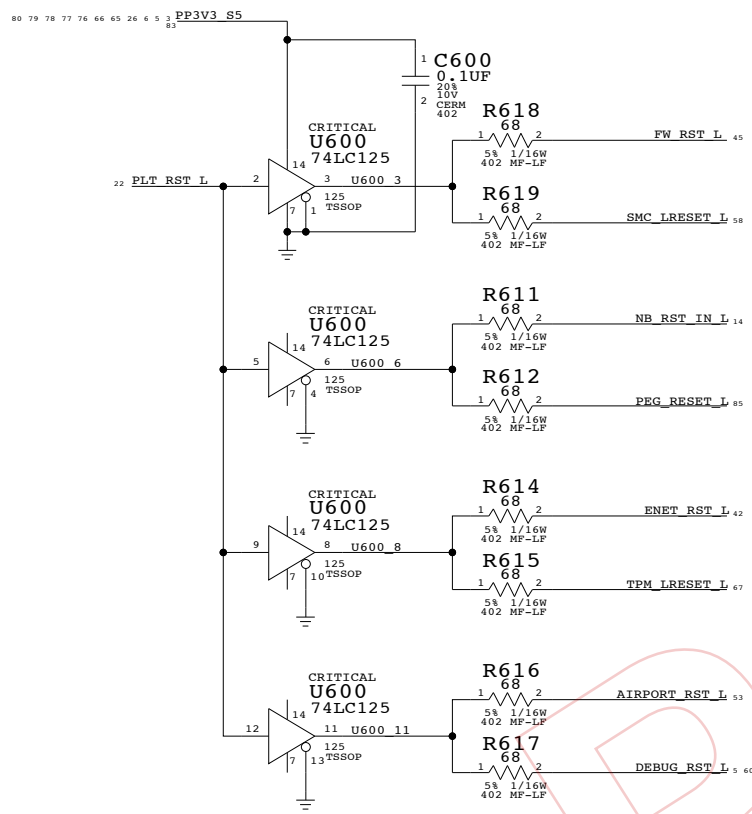 80 79 78 77 76 66 65 26 6 5 3 PP3V3_S5
83
1 C600
0.1UF
20%
10V
2 CERM
402
CRITICAL
U600
74LC125
14
22 PLT_RST_L 2 3 U600_3
125
TSSOP
7 1
R618
68
1 2 FW_RST_L 45
5% 1/16W
402 MF-LF
R619
68
1 2 SMC_LRESET_L 58
5% 1/16W
402 MF-LF
CRITICAL
U600
74LC125
14
5 6 U600_6
125
TSSOP
7 4
R611
68
1 2 NB_RST_IN_L 14
5% 1/16W
402 MF-LF
R612
68
1 2 PEG_RESET_L 85
5% 1/16W
402 MF-LF
CRITICAL
U600
74LC125
14
9 8 U600_8
125
TSSOP
7 10
R614
68
1 2 ENET_RST_L 42
5% 1/16W
402 MF-LF
R615
68
1 2 TPM_LRESET_L 67
5% 1/16W
402 MF-LF
CRITICAL
U600
74LC125
14
12 11 U600_11
125
TSSOP
7 13
R616
68
1 2 AIRPORT_RST_L 53
5% 1/16W
402 MF-LF
R617
68
1 2 DEBUG_RST_L 5 60
5% 1/16W
402 MF-LF